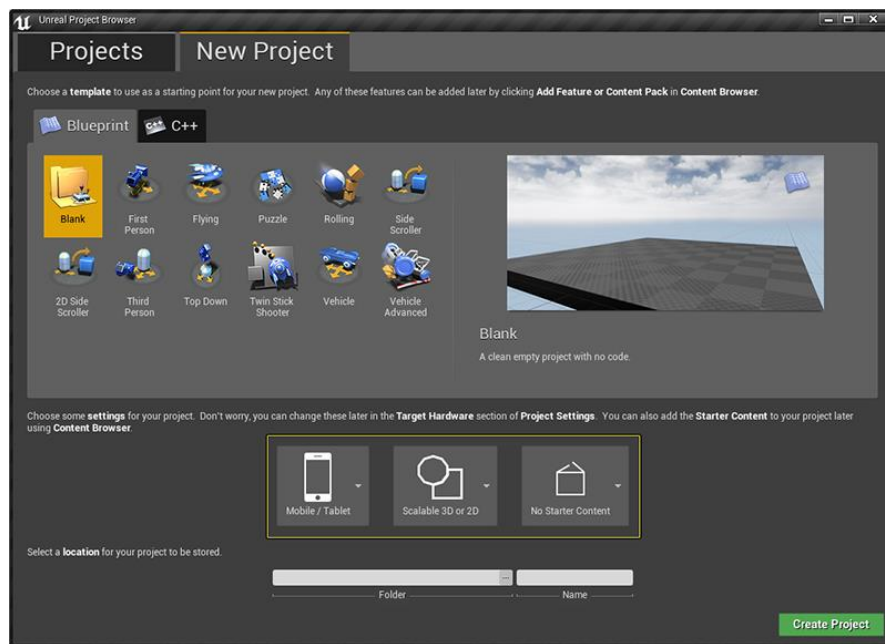 Unreal Project Browser
Projects
New Project
Choose a template to use as a starting point for your new project. Any of these features can be added later by clicking Add Feature or Content Pack in Content Browser.
Blueprint
C++
C++
Blank
First
Person
Flying
Puzzle
Rolling
Side
Scroller
2D Side
Scroller
Third
Person
Top Down
Twin Stick
Shooter
Vehicle
Vehicle
Advanced
Blank
A clean empty project with no code.
Choose some settings for your project. Don't worry, you can change these later in the Target Hardware section of Project Settings. You can also add the Starter Content to your project later
using Content Browser.
Mobile / Tablet
Scalable 3D or 2D
No Starter Content
Select a location for your project to be stored.
...
Folder
Name
Create Project